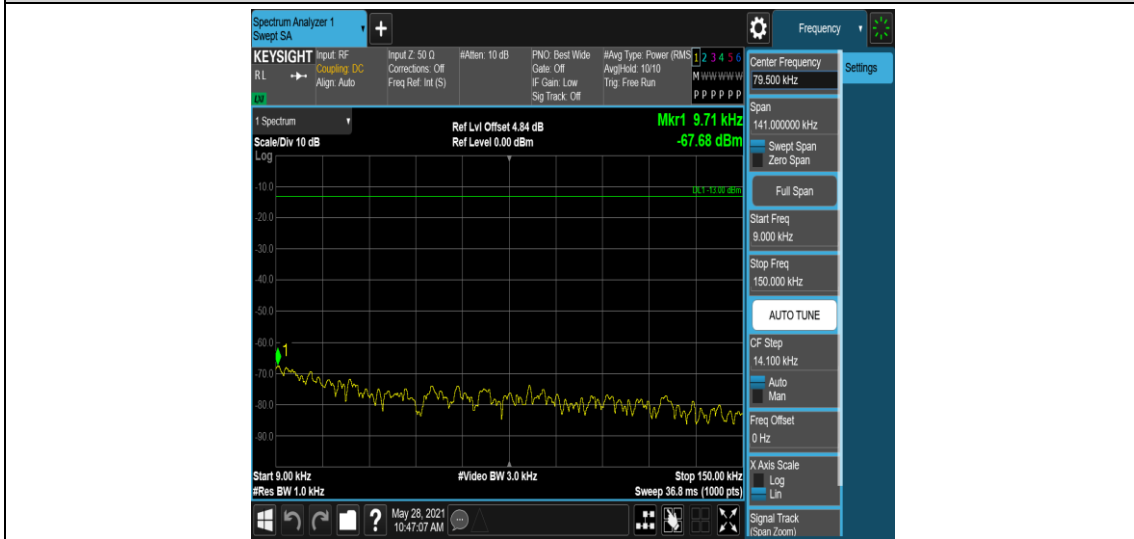 Spectrum Analyzer 1
Swept SA
+
Frequency
KEYSIGHT
RL
Input: RF
Coupling: DC
Align: Auto
Input Z: 50 Ω
Corrections: Off
Freq Ref: Int (S)
#Atten: 10 dB
PNO: Best Wide
Gate: Off
IF Gain: Low
Sig Track: Off
#Avg Type: Power (RMS
Avg|Hold: 10/10
Trig: Free Run
1 2 3 4 5 6
M W W W W W
P P P P P P
1 Spectrum
Scale/Div 10 dB
Log
Ref Lvl Offset 4.84 dB
Ref Level 0.00 dBm
Mkr1 9.71 kHz
-67.68 dBm
DL1 -13.00 dBm
-10.0
-20.0
-30.0
-40.0
-50.0
-60.0
-70.0
-80.0
-90.0
1
Start 9.00 kHz
#Res BW 1.0 kHz
#Video BW 3.0 kHz
Stop 150.00 kHz
Sweep 36.8 ms (1000 pts)
?
May 28, 2021
10:47:07 AM
Center Frequency
79.500 kHz
Settings
Span
141.000000 kHz
Swept Span
Zero Span
Full Span
Start Freq
9.000 kHz
Stop Freq
150.000 kHz
AUTO TUNE
CF Step
14.100 kHz
Auto
Man
Freq Offset
0 Hz
X Axis Scale
Log
Lin
Signal Track
(Span Zoom)